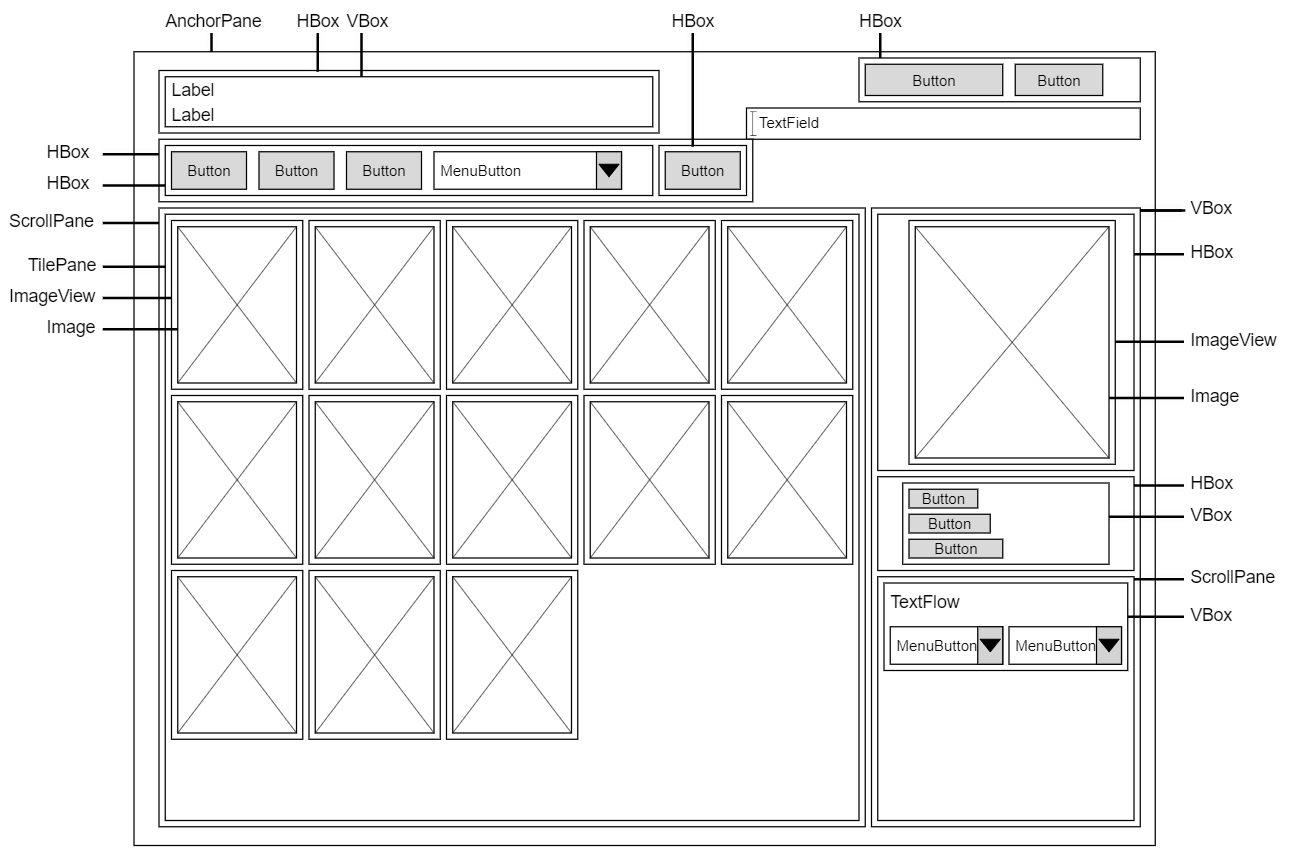 AnchorPane HBox VBox HBox HBox
Button Button
Label
Label
TextField
HBox
HBox
Button Button Button MenuButton Button
ScrollPane
TilePane
ImageView
Image
VBox
HBox
ImageView
Image
HBox
VBox
Button
Button
Button
ScrollPane
VBox
TextFlow
MenuButton MenuButton